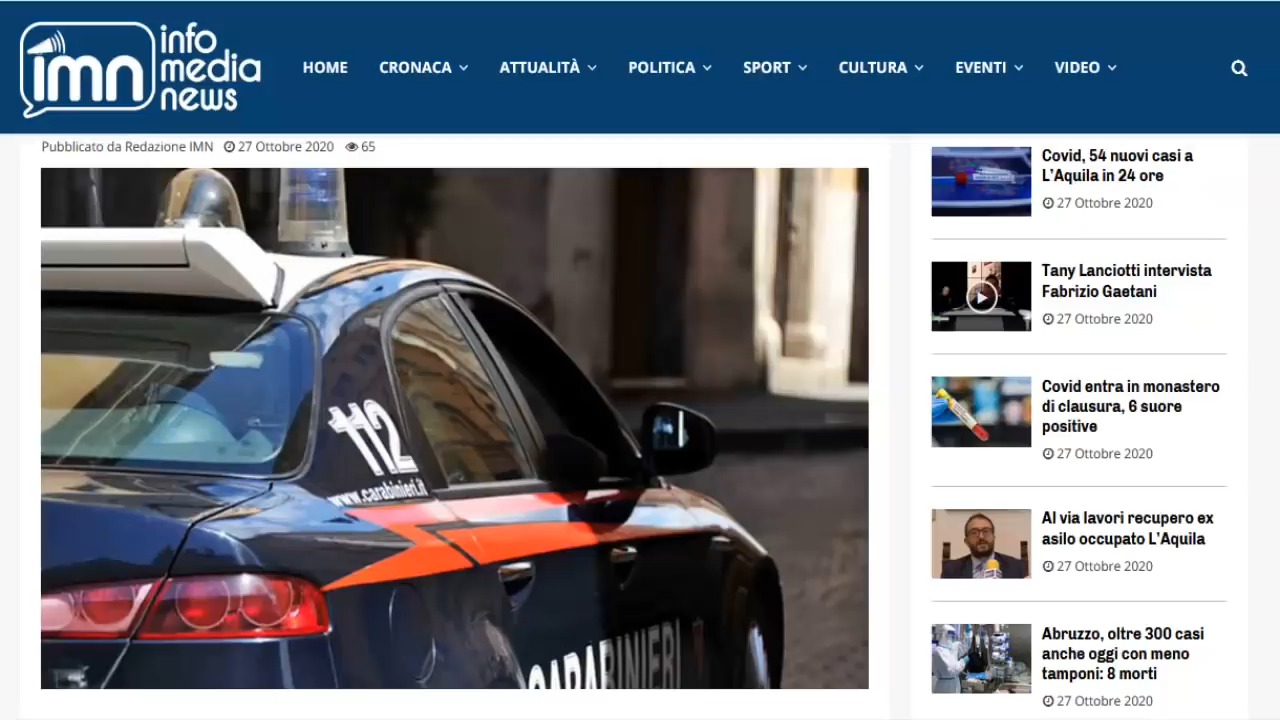 imn info media news
HOME CRONACA ATTUALITÀ POLITICA SPORT CULTURA EVENTI VIDEO
Pubblicato da Redazione IMN 27 Ottobre 2020 65
112
www.carabinieri.it
CARABINIERI
Covid, 54 nuovi casi a
L'Aquila in 24 ore
27 Ottobre 2020
Tany Lanciotti intervista
Fabrizio Gaetani
27 Ottobre 2020
Covid entra in monastero
di clausura, 6 suore
positive
27 Ottobre 2020
Al via lavori recupero ex
asilo occupato L'Aquila
27 Ottobre 2020
Abruzzo, oltre 300 casi
anche oggi con meno
tamponi: 8 morti
27 Ottobre 2020